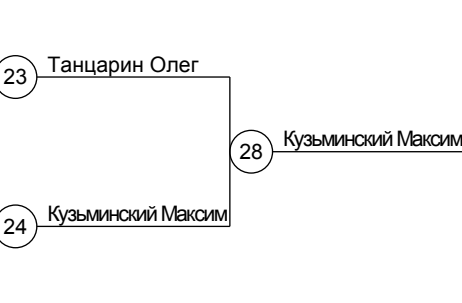 23 Танцарин Олег
28 Кузьминский Максим
24 Кузьминский Максим